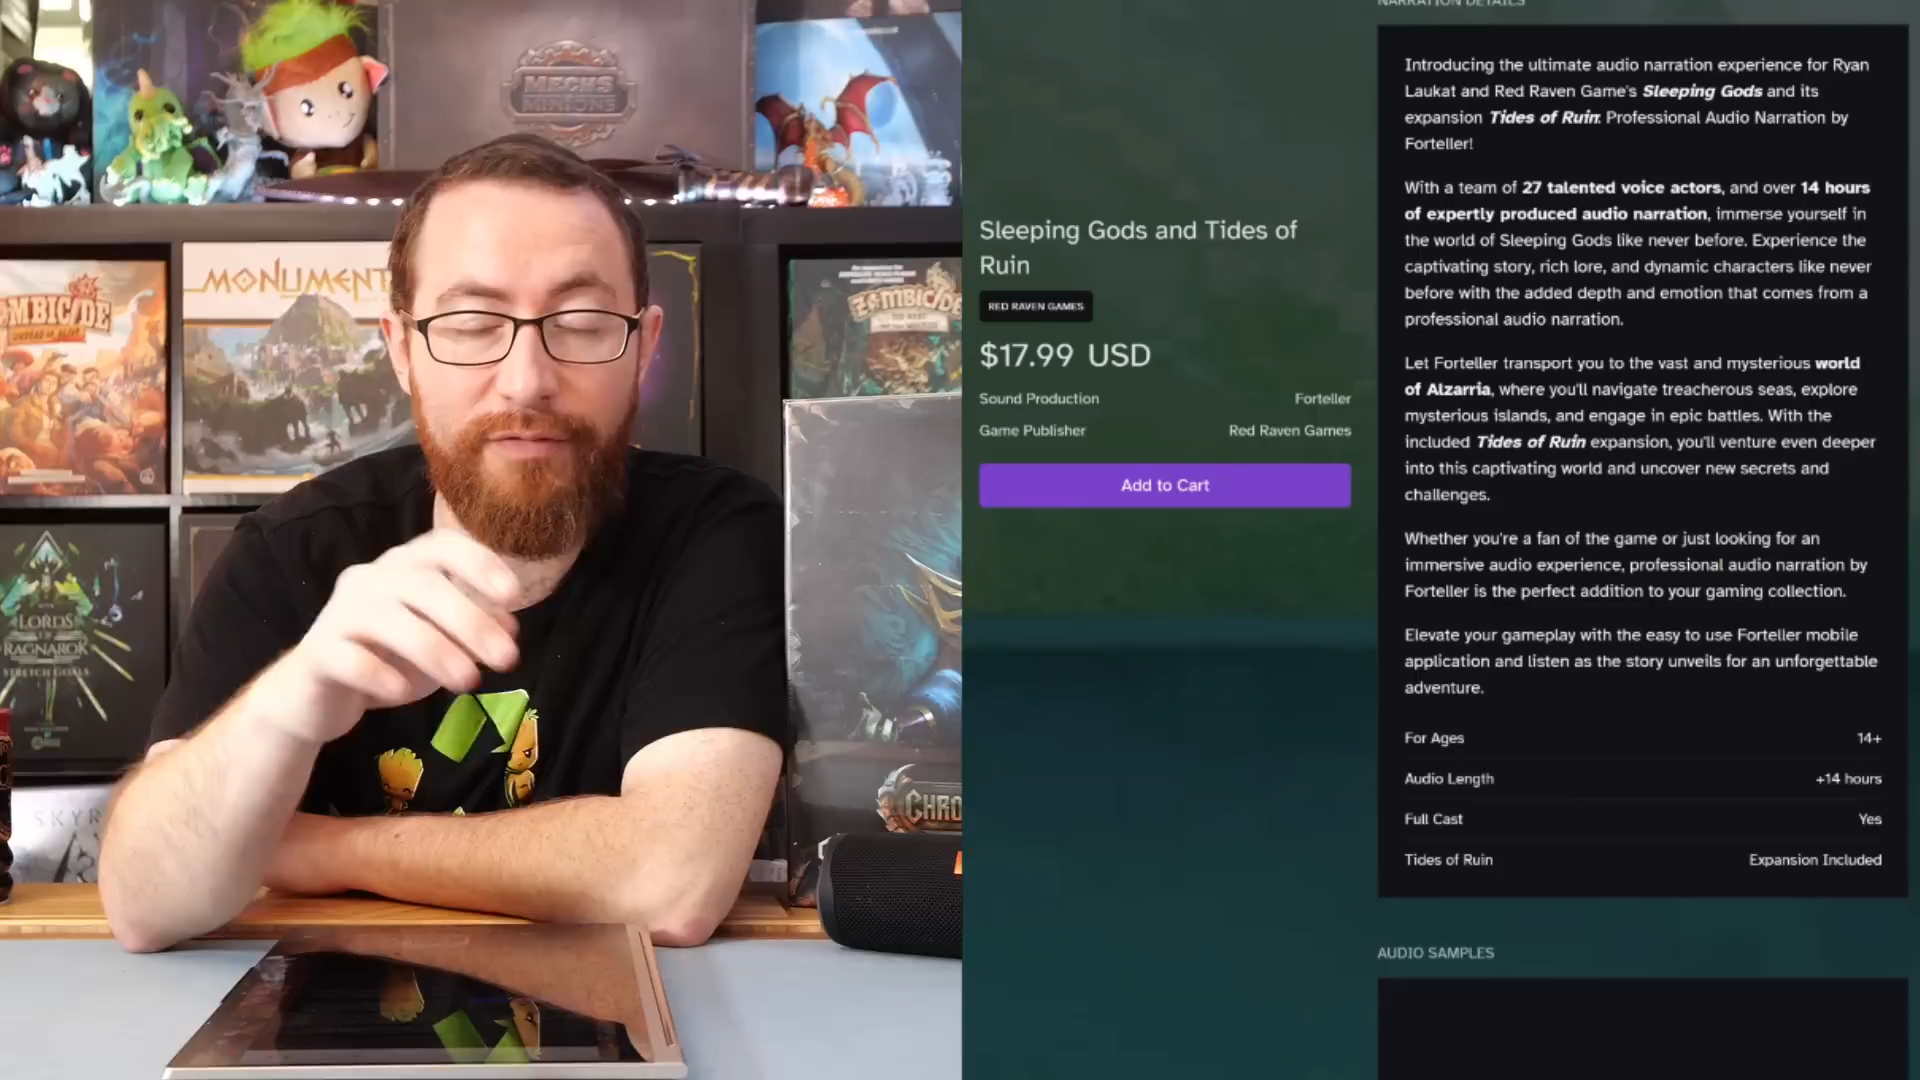 MECHS
MINIONS
MBICIDE
UNDEAD OR ALIVE
MONUMENT
ZOMBICIDE
LORDS
OF
RAGNAROK
STRETCH GOALS
SKYR
CHRO
Sleeping Gods and Tides of
Ruin
RED RAVEN GAMES
$17.99 USD
Sound Production Forteller
Game Publisher Red Raven Games
Add to Cart
NARRATION DETAILS
Introducing the ultimate audio narration experience for Ryan
Laukat and Red Raven Game's Sleeping Gods and its
expansion Tides of Ruin: Professional Audio Narration by
Forteller!
With a team of 27 talented voice actors, and over 14 hours
of expertly produced audio narration, immerse yourself in
the world of Sleeping Gods like never before. Experience the
captivating story, rich lore, and dynamic characters like never
before with the added depth and emotion that comes from a
professional audio narration.
Let Forteller transport you to the vast and mysterious world
of Alzarria, where you'll navigate treacherous seas, explore
mysterious islands, and engage in epic battles. With the
included Tides of Ruin expansion, you'll venture even deeper
into this captivating world and uncover new secrets and
challenges.
Whether you're a fan of the game or just looking for an
immersive audio experience, professional audio narration by
Forteller is the perfect addition to your gaming collection.
Elevate your gameplay with the easy to use Forteller mobile
application and listen as the story unveils for an unforgettable
adventure.
For Ages 14+
Audio Length +14 hours
Full Cast Yes
Tides of Ruin Expansion Included
AUDIO SAMPLES